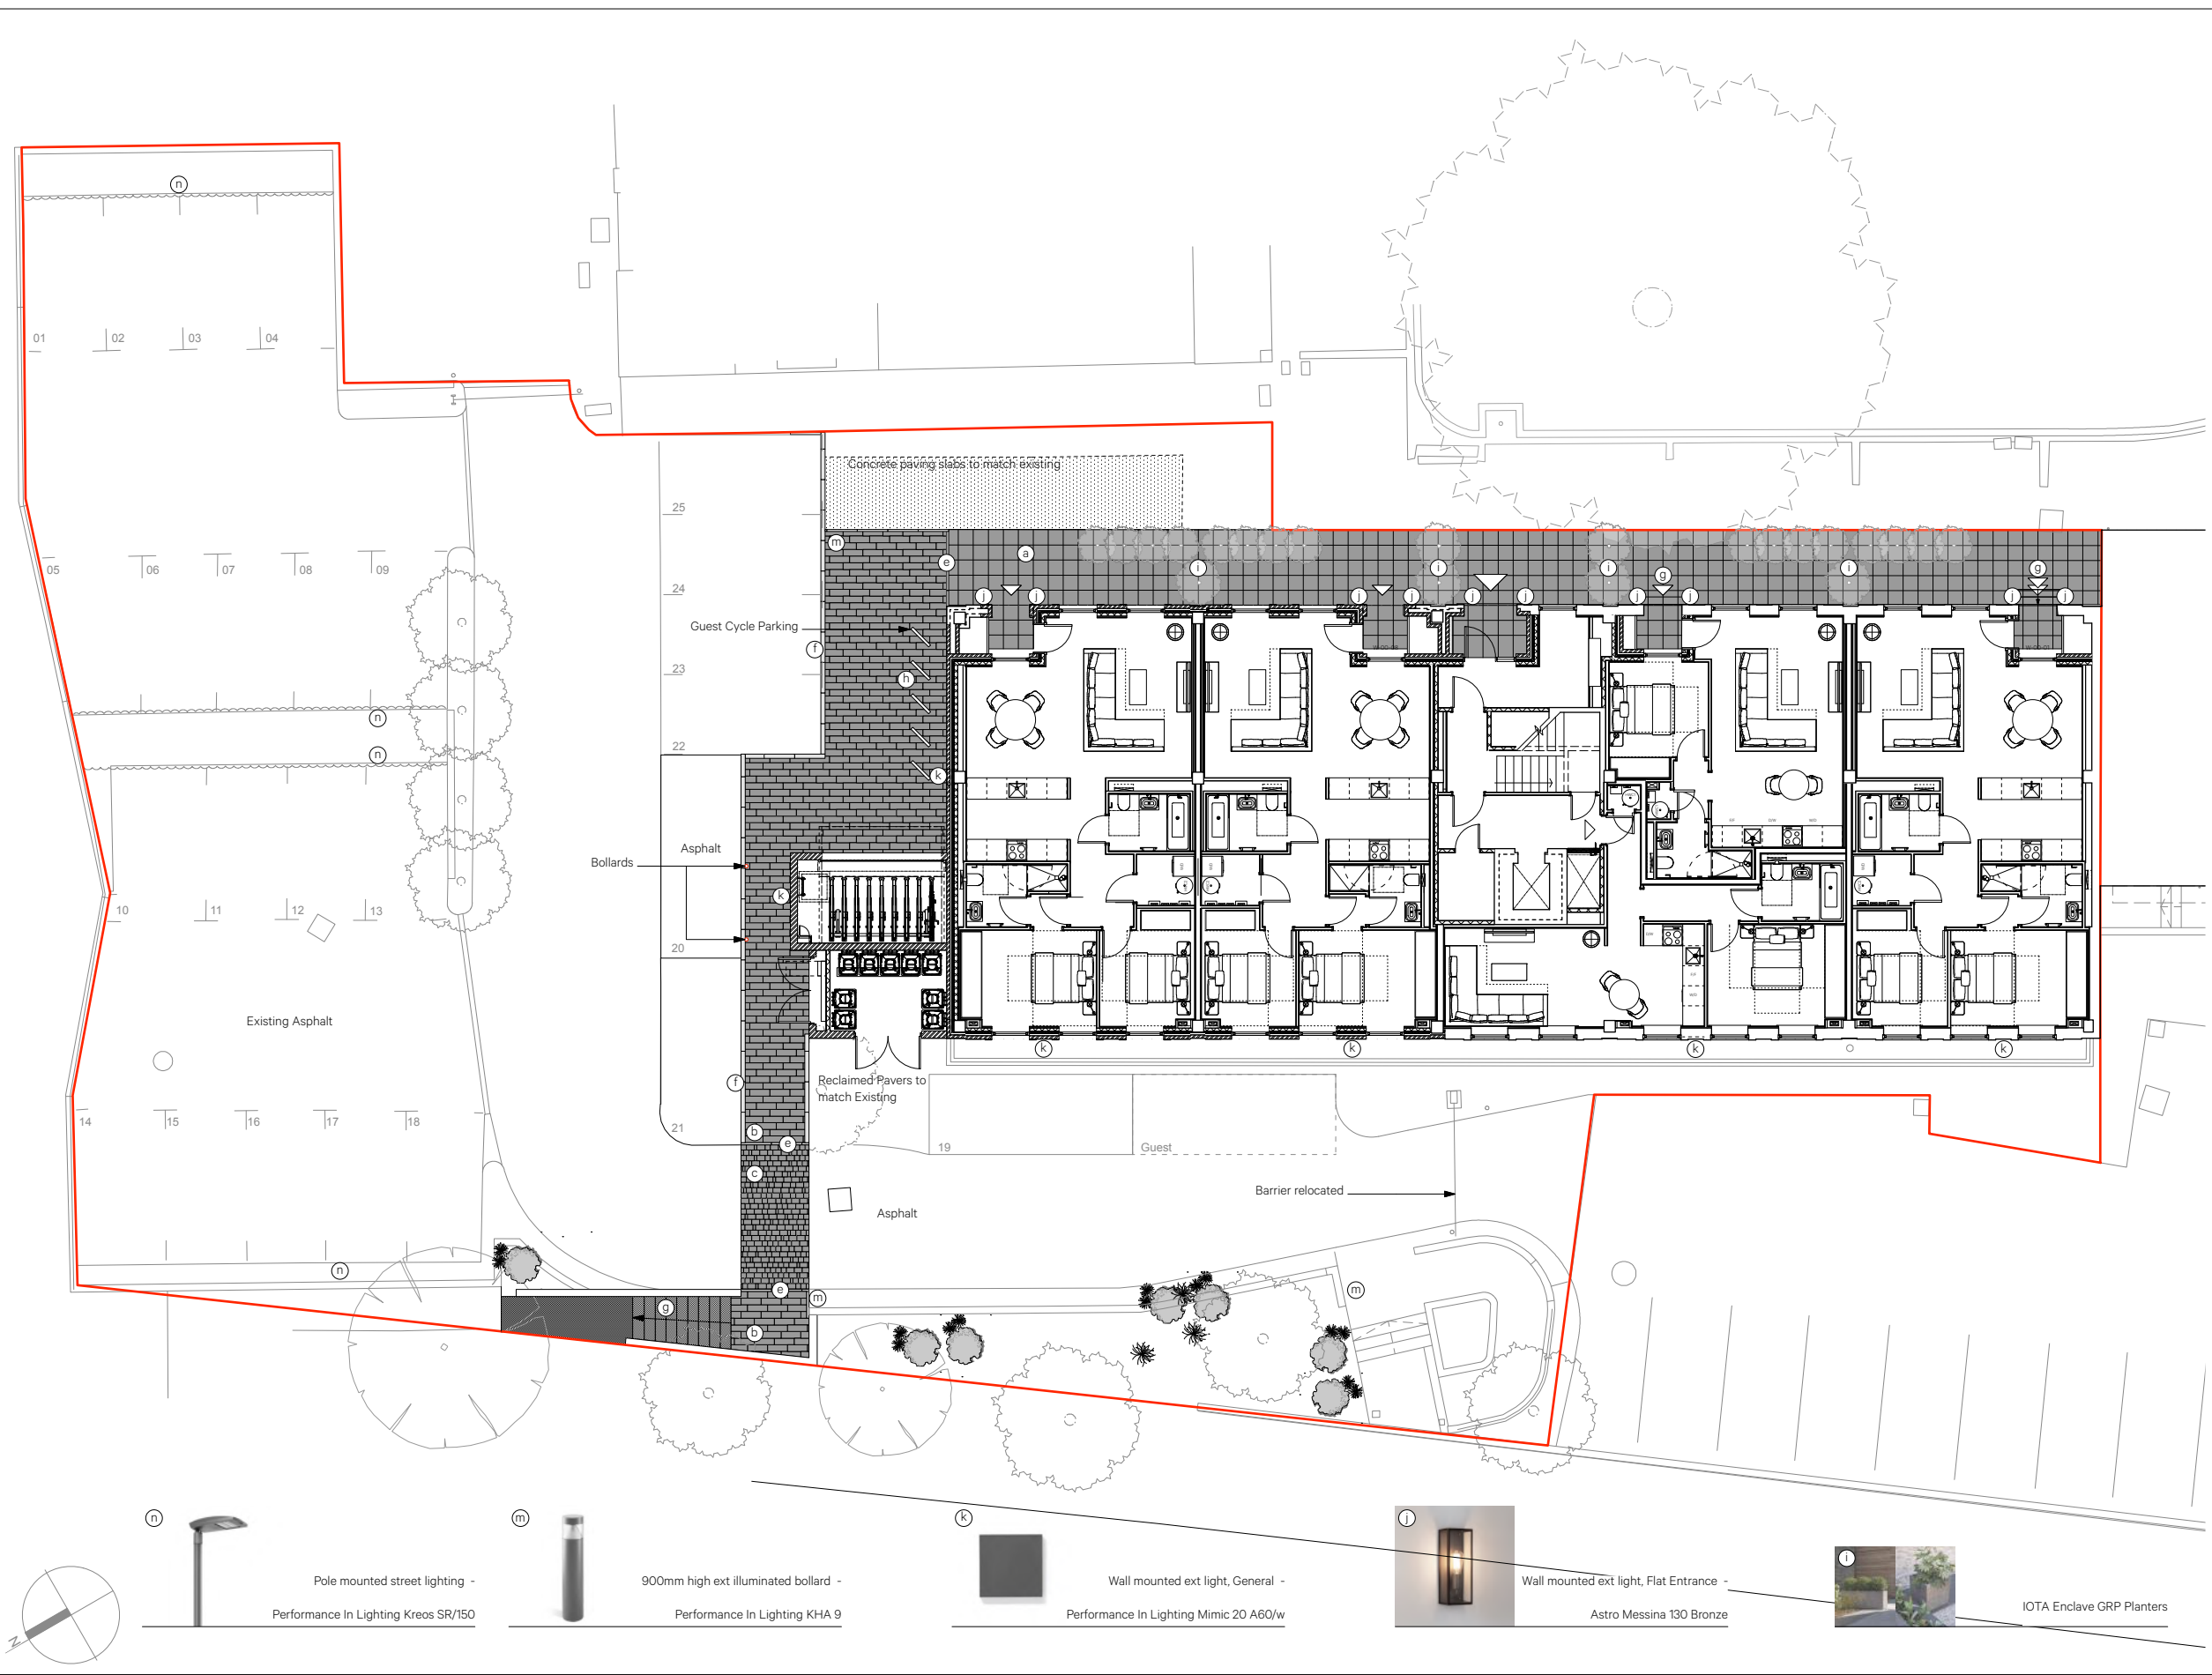 n
01
02
03
04
Concrete paving slabs to match existing
25
m
a
e
i
i
i
i
05
06
07
08
09
24
g
g
j
j
j
j
j
j
j
j
j
j
Guest Cycle Parking
f
23
h
n
22
n
k
Asphalt
Bollards
k
10
11
12
13
20
Existing Asphalt
k
k
k
k
Reclaimed Pavers to
match Existing
f
14
15
16
17
18
21
b
e
19
Guest
c
Barrier relocated
Asphalt
n
e
m
m
g
b
n
Pole mounted street lighting -
Performance In Lighting Kreos SR/150
m
900mm high ext illuminated bollard -
Performance In Lighting KHA 9
k
Wall mounted ext light, General -
Performance In Lighting Mimic 20 A60/w
j
Wall mounted ext light, Flat Entrance -
Astro Messina 130 Bronze
i
IOTA Enclave GRP Planters
N